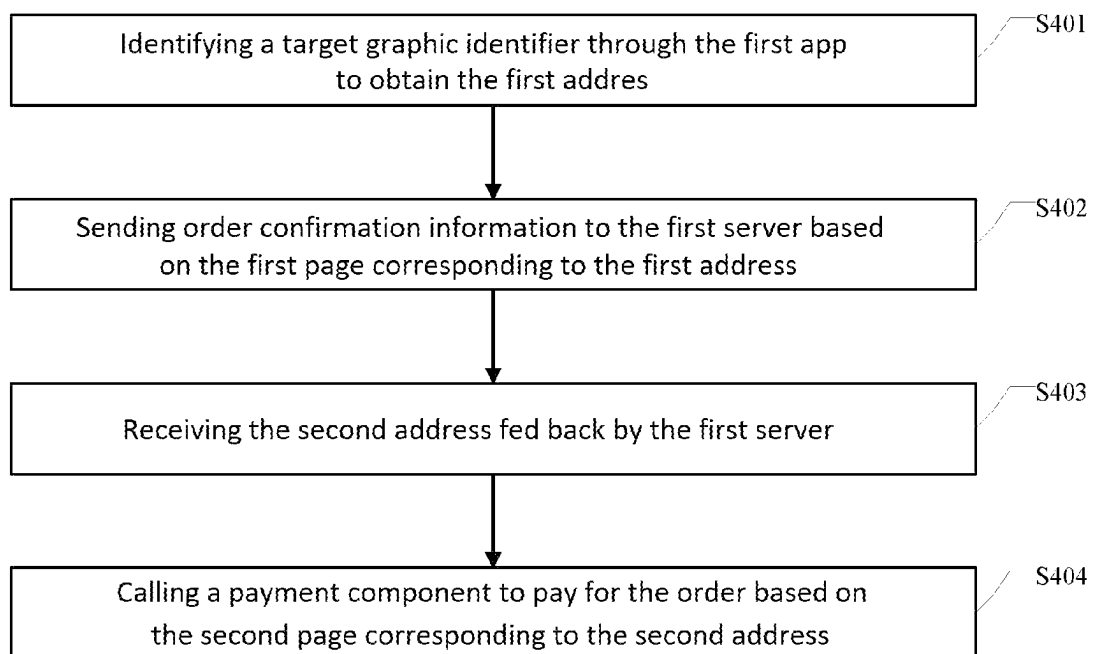 Identifying a target graphic identifier through the first app
to obtain the first addres
S401
Sending order confirmation information to the first server based
on the first page corresponding to the first address
S402
Receiving the second address fed back by the first server
S403
Calling a payment component to pay for the order based on
the second page corresponding to the second address
S404